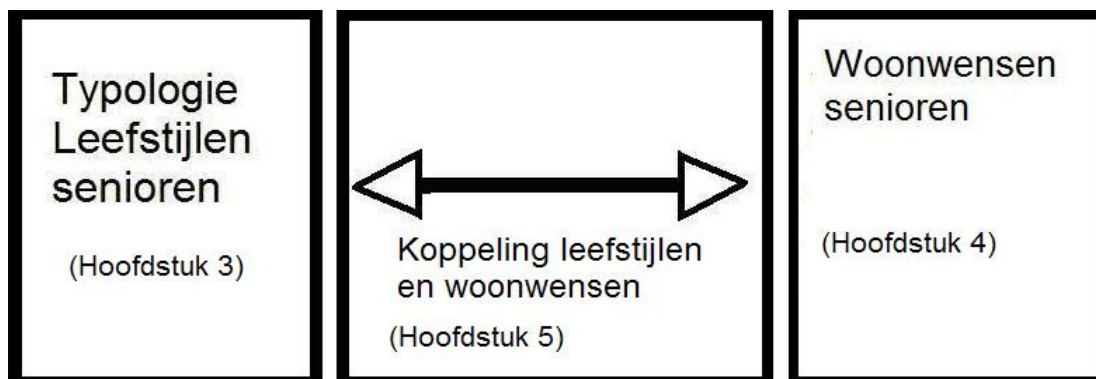 Typologie
Leefstijlen
senioren
(Hoofdstuk 3)
Koppeling leefstijlen
en woonwensen
(Hoofdstuk 5)
Woonwensen
senioren
(Hoofdstuk 4)